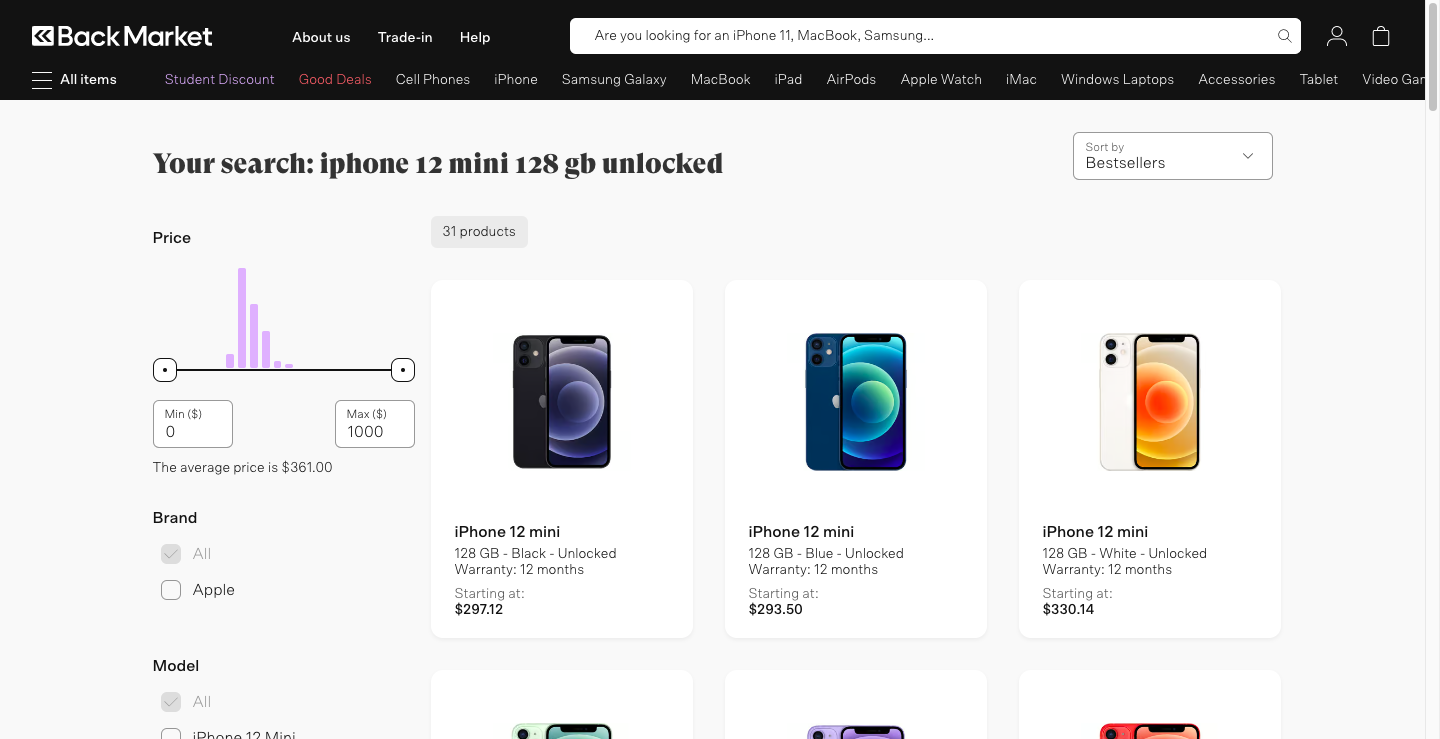 Back Market
About us
Trade-in
Help
Are you looking for an iPhone 11, MacBook, Samsung...
All items
Student Discount
Good Deals
Cell Phones
iPhone
Samsung Galaxy
MacBook
iPad
AirPods
Apple Watch
iMac
Windows Laptops
Accessories
Tablet
Video Gam
Your search: iphone 12 mini 128 gb unlocked
Sort by
Bestsellers
Price
Min ($)
0
Max ($)
1000
The average price is $361.00
Brand
All
Apple
Model
All
iPhone 12 Mini
31 products
iPhone 12 mini
128 GB - Black - Unlocked
Warranty: 12 months
Starting at:
$297.12
iPhone 12 mini
128 GB - Blue - Unlocked
Warranty: 12 months
Starting at:
$293.50
iPhone 12 mini
128 GB - White - Unlocked
Warranty: 12 months
Starting at:
$330.14